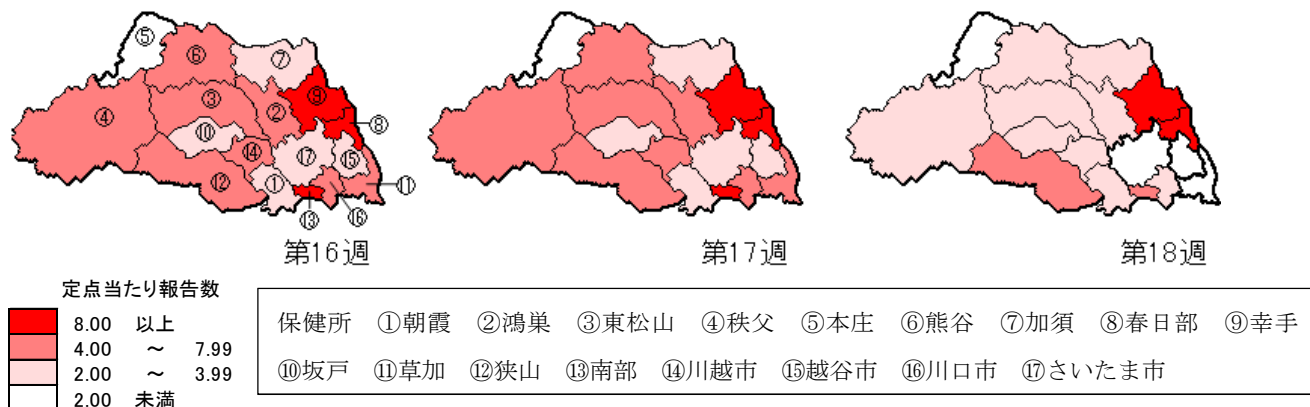 ⑤
⑥
⑦
④
③
②
⑨
⑧
⑩
⑭
⑰
⑮
⑫
①
⑪
⑬
⑯
第16週
第17週
第18週
定点当たり報告数
8.00 以上
4.00 ～ 7.99
2.00 ～ 3.99
2.00 未満
保健所 ①朝霞 ②鴻巣 ③東松山 ④秩父 ⑤本庄 ⑥熊谷 ⑦加須 ⑧春日部 ⑨幸手
⑩坂戸 ⑪草加 ⑫狭山 ⑬南部 ⑭川越市 ⑮越谷市 ⑯川口市 ⑰さいたま市